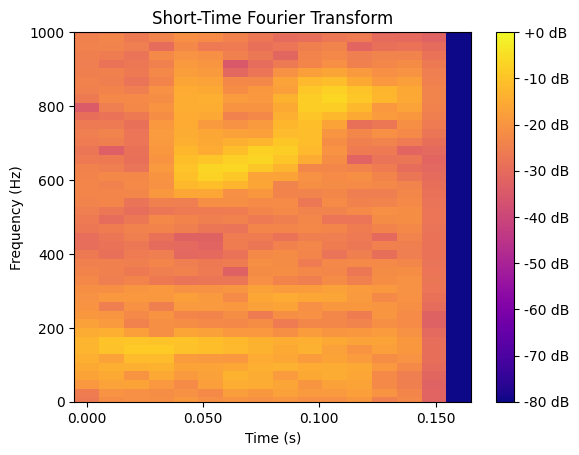 Short-Time Fourier Transform
Frequency (Hz)
1000
800
600
400
200
0
0.000
0.050
0.100
0.150
Time (s)
+0 dB
-10 dB
-20 dB
-30 dB
-40 dB
-50 dB
-60 dB
-70 dB
-80 dB